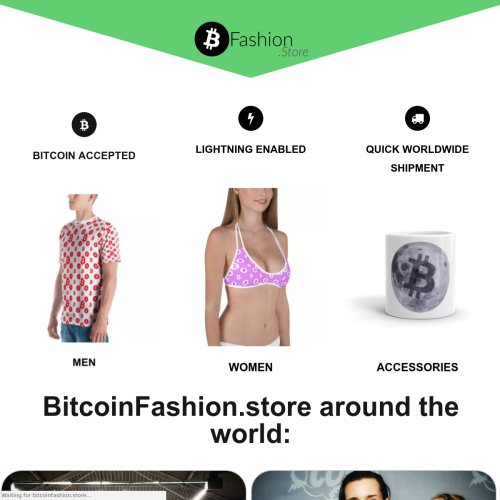 Fashion
.Store
BITCOIN ACCEPTED
LIGHTNING ENABLED
QUICK WORLDWIDE
SHIPMENT
MEN
WOMEN
ACCESSORIES
BitcoinFashion.store around the
world:
Waiting for bitcoinfashion.store...